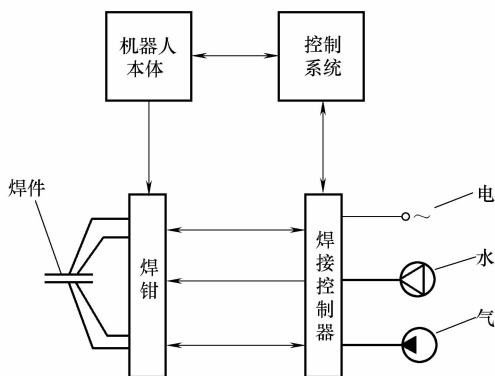 机器人
本体
控制
系统
焊件
焊钳
焊接控制器
电
水
气